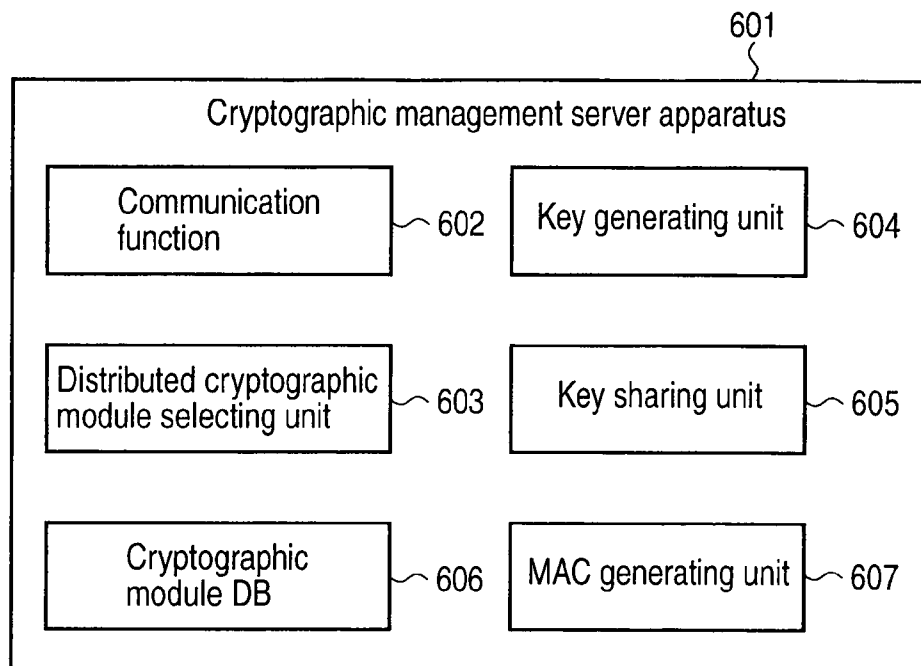 601
Cryptographic management server apparatus
Communication
function
602
Key generating unit
604
Distributed cryptographic
module selecting unit
603
Key sharing unit
605
Cryptographic
module DB
606
MAC generating unit
607